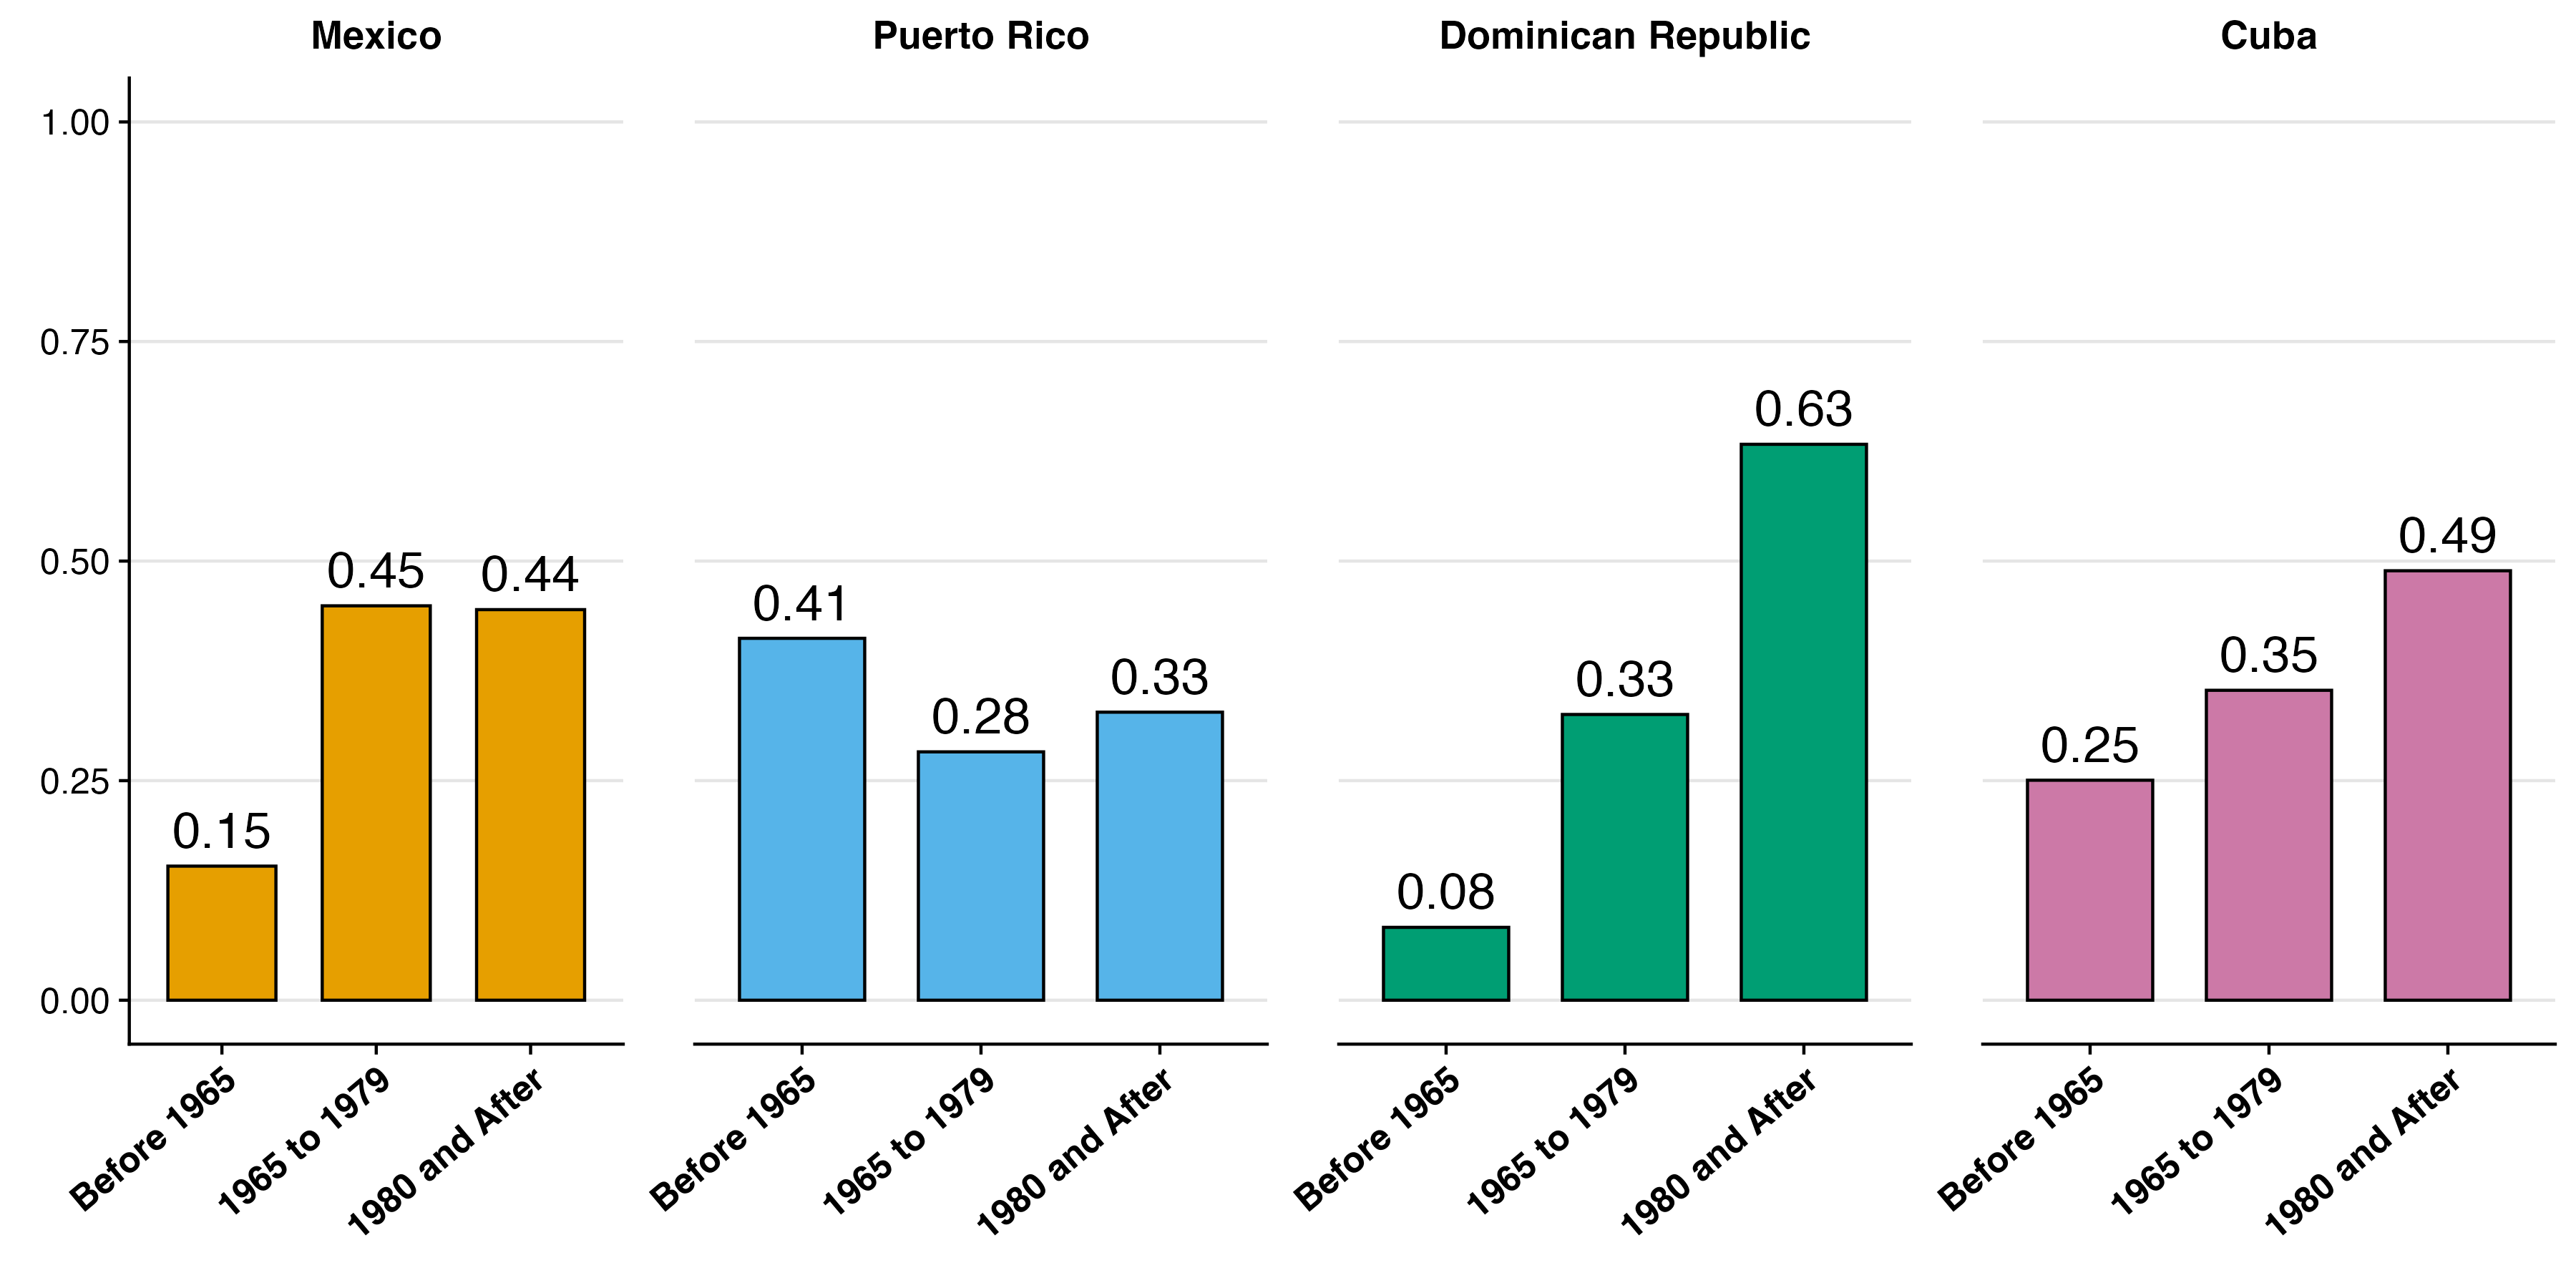 Mexico
Puerto Rico
Dominican Republic
Cuba
1.00
0.75
0.50
0.25
0.00
0.15
0.45
0.44
0.41
0.28
0.33
0.08
0.33
0.63
0.25
0.35
0.49
Before 1965
1965 to 1979
1980 and After
Before 1965
1965 to 1979
1980 and After
Before 1965
1965 to 1979
1980 and After
Before 1965
1965 to 1979
1980 and After